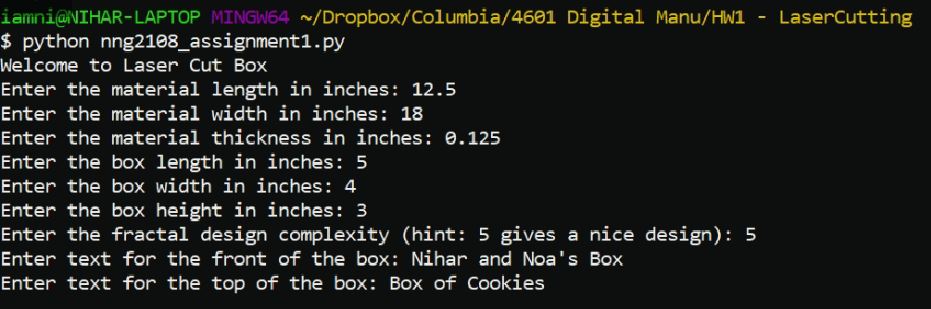 iamni@NIHAR-LAPTOP MINGW64 ~/Dropbox/Columbia/4601 Digital Manu/HW1 - LaserCutting
$ python nng2108_assignment1.py
Welcome to Laser Cut Box
Enter the material length in inches: 12.5
Enter the material width in inches: 18
Enter the material thickness in inches: 0.125
Enter the box length in inches: 5
Enter the box width in inches: 4
Enter the box height in inches: 3
Enter the fractal design complexity (hint: 5 gives a nice design): 5
Enter text for the front of the box: Nihar and Noa's Box
Enter text for the top of the box: Box of Cookies